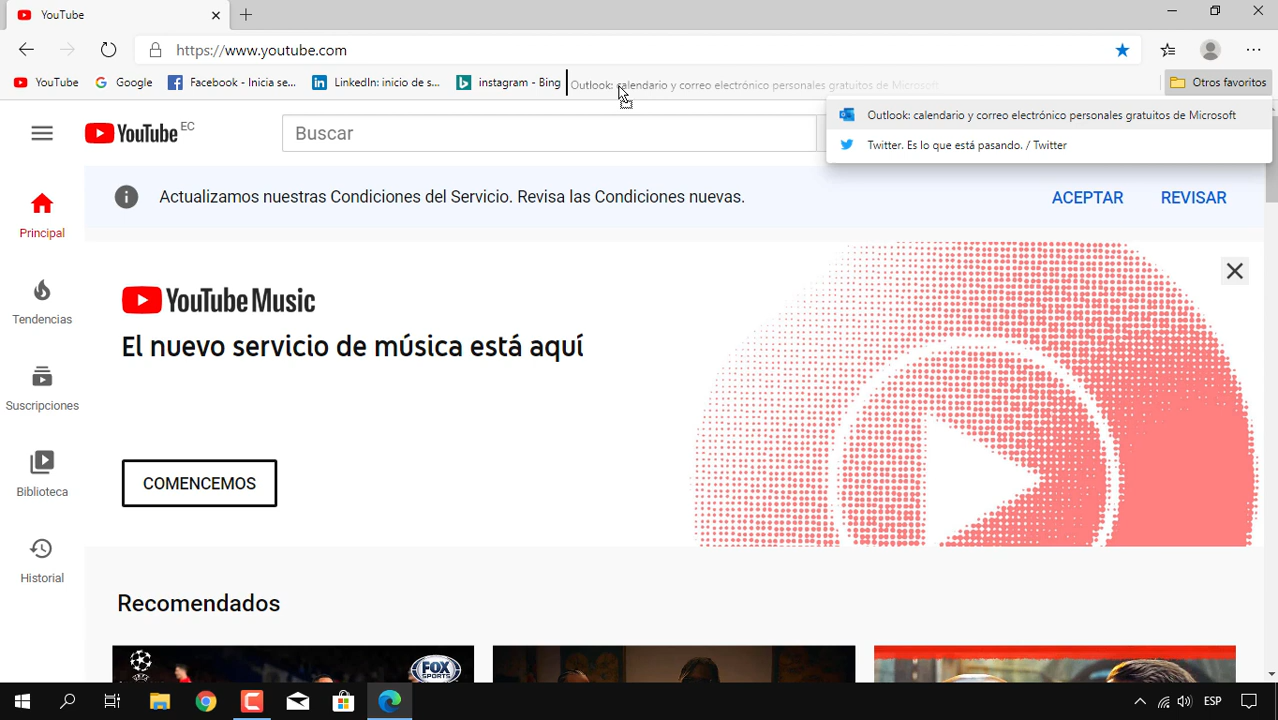 YouTube
https://www.youtube.com
YouTube
Google
Facebook - Inicia se...
LinkedIn: inicio de s...
instagram - Bing
Outlook: calendario y correo electrónico personales gratuitos de Microsoft
Otros favoritos
Outlook: calendario y correo electrónico personales gratuitos de Microsoft
Twitter. Es lo que está pasando. / Twitter
YouTube EC
Buscar
Actualizamos nuestras Condiciones del Servicio. Revisa las Condiciones nuevas.
ACEPTAR
REVISAR
Principal
Tendencias
Suscripciones
Biblioteca
Historial
YouTube Music
El nuevo servicio de música está aquí
COMENCEMOS
Recomendados
FOX
SPORTS
ESP